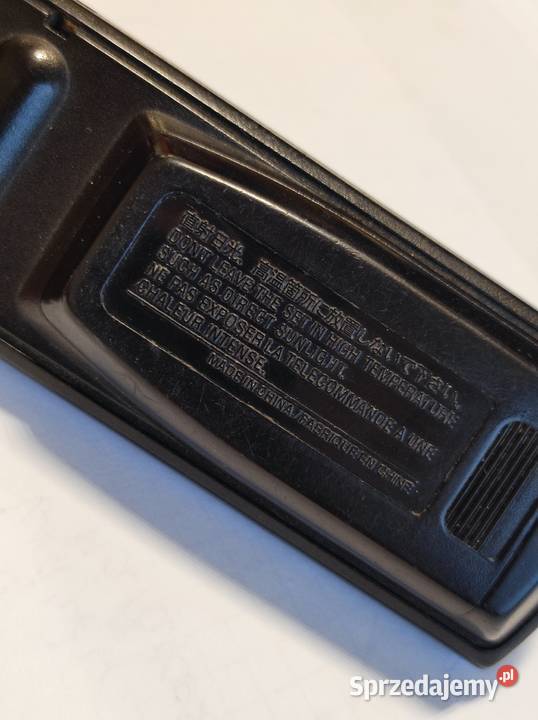 直射日光、高温箇所に放置しないで下さい。
DON'T LEAVE THE SET IN HIGH TEMPERATURE
SUCH AS DIRECT SUNLIGHT.
NE PAS EXPOSER LA TELECOMMANDE A UNE
CHALEUR INTENSE.
MADE IN CHINA/FABRIQUE EN CHINE
Sprzedajemy.pl